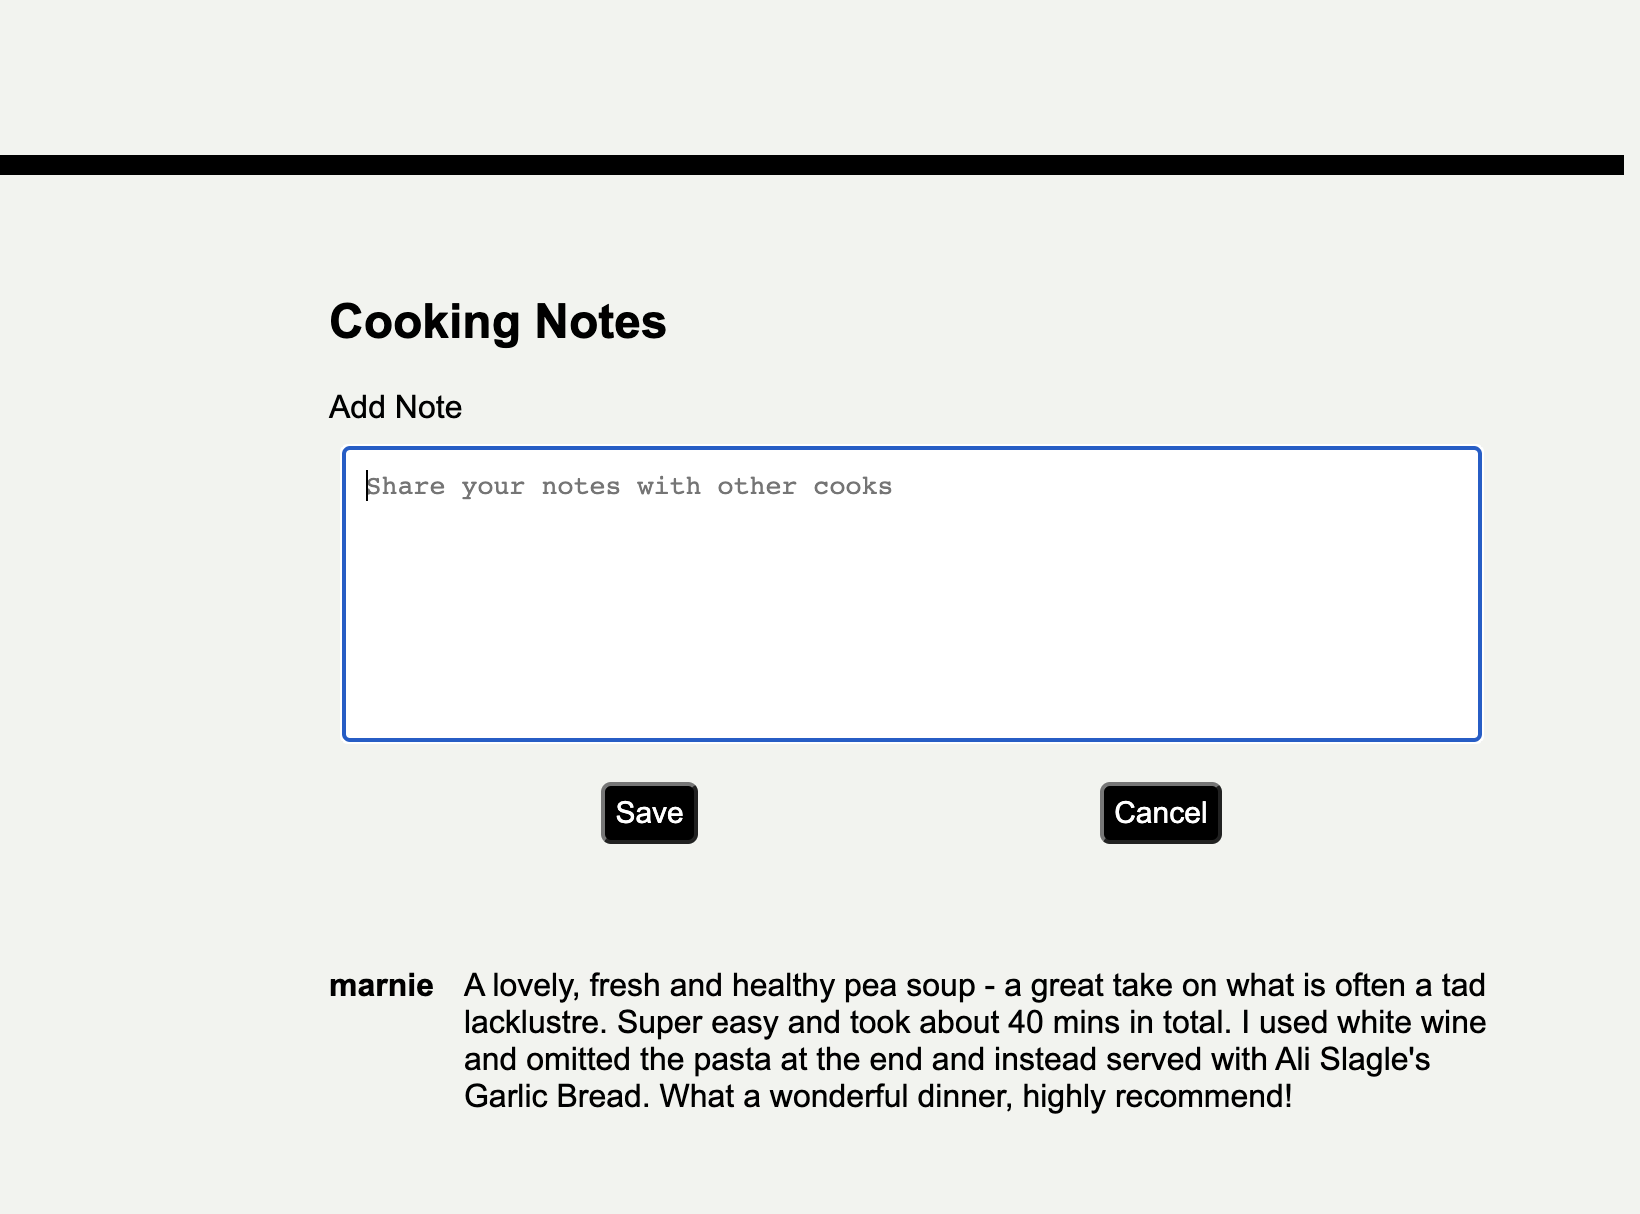 Cooking Notes
Add Note
Share your notes with other cooks
Save
Cancel
marnie
A lovely, fresh and healthy pea soup - a great take on what is often a tad
lacklustre. Super easy and took about 40 mins in total. I used white wine
and omitted the pasta at the end and instead served with Ali Slagle's
Garlic Bread. What a wonderful dinner, highly recommend!